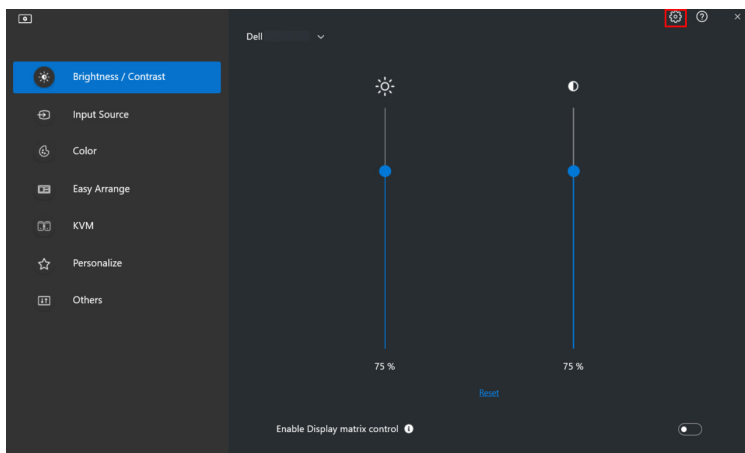 Dell
Brightness / Contrast
Input Source
Color
Easy Arrange
KVM
Personalize
Others
75 %
75 %
Reset
Enable Display matrix control